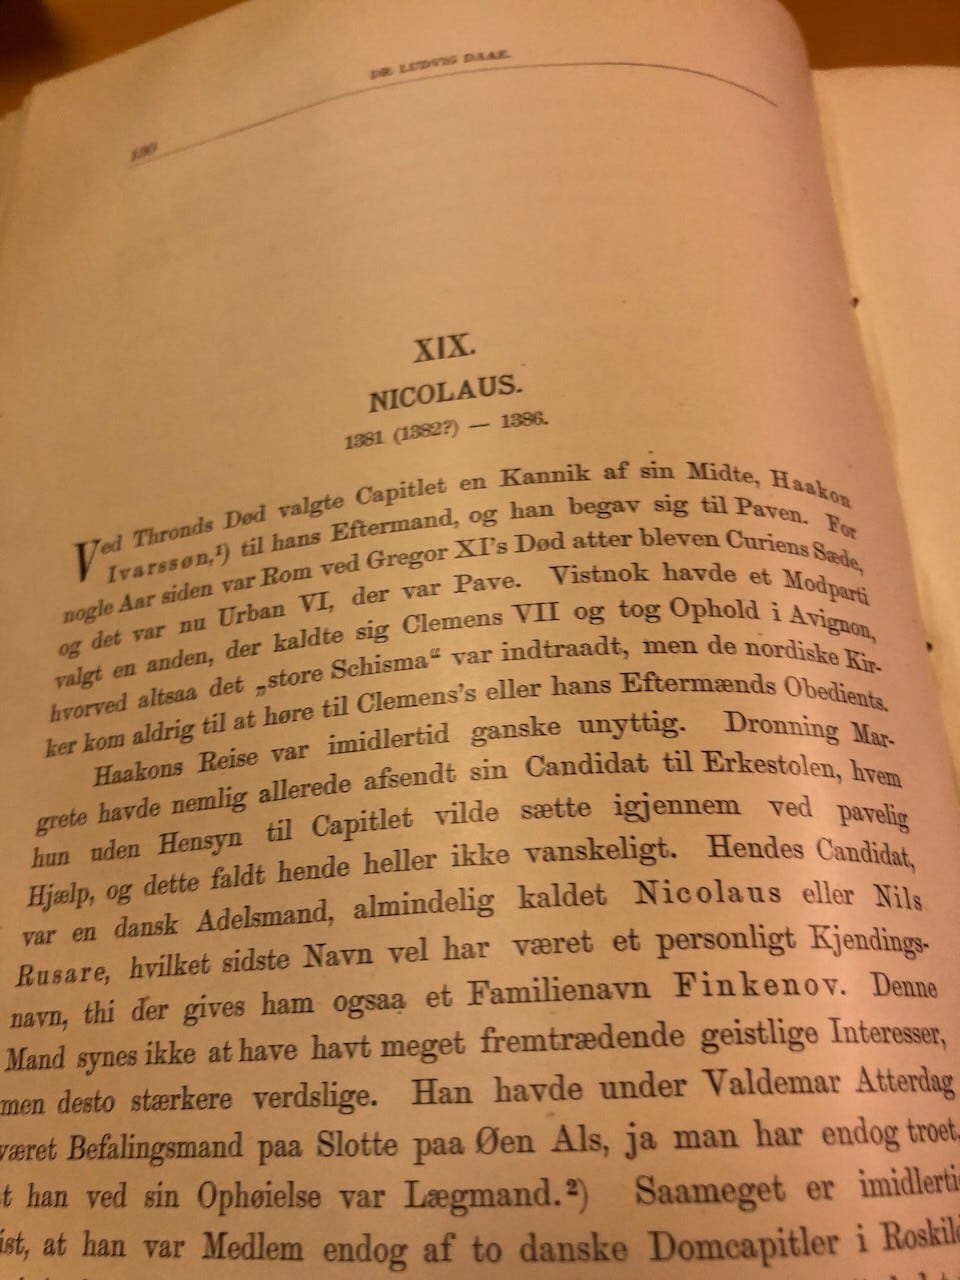 DR. LUDVIG DAAE.
130
XIX.
NICOLAUS.
1381 (1382?) — 1386.
Ved Thronds Død valgte Capitlet en Kannik af sin Midte, Haakon
Ivarssøn,¹) til hans Eftermand, og han begav sig til Paven. For
nogle Aar siden var Rom ved Gregor XI's Død atter bleven Curiens Sæde,
og det var nu Urban VI, der var Pave. Vistnok havde et Modparti
valgt en anden, der kaldte sig Clemens VII og tog Ophold i Avignon,
hvorved altsaa det „store Schisma“ var indtraadt, men de nordiske Kir-
ker kom aldrig til at høre til Clemens's eller hans Eftermænds Obedients.
Haakons Reise var imidlertid ganske unyttig. Dronning Mar-
grete havde nemlig allerede afsendt sin Candidat til Erkestolen, hvem
hun uden Hensyn til Capitlet vilde sætte igjennem ved pavelig
Hjælp, og dette faldt hende heller ikke vanskeligt. Hendes Candidat,
var en dansk Adelsmand, almindelig kaldet Nicolaus eller Nils
Rusare, hvilket sidste Navn vel har været et personligt Kjendings-
navn, thi der gives ham ogsaa et Familienavn Finkenov. Denne
Mand synes ikke at have havt meget fremtrædende geistlige Interesser,
men desto stærkere verdslige. Han havde under Valdemar Atterdag
været Befalingsmand paa Slotte paa Øen Als, ja man har endog troet,
t han ved sin Ophøielse var Lægmand.²) Saameget er imidlerti
ist, at han var Medlem endog af to danske Domcapitler i Roskild